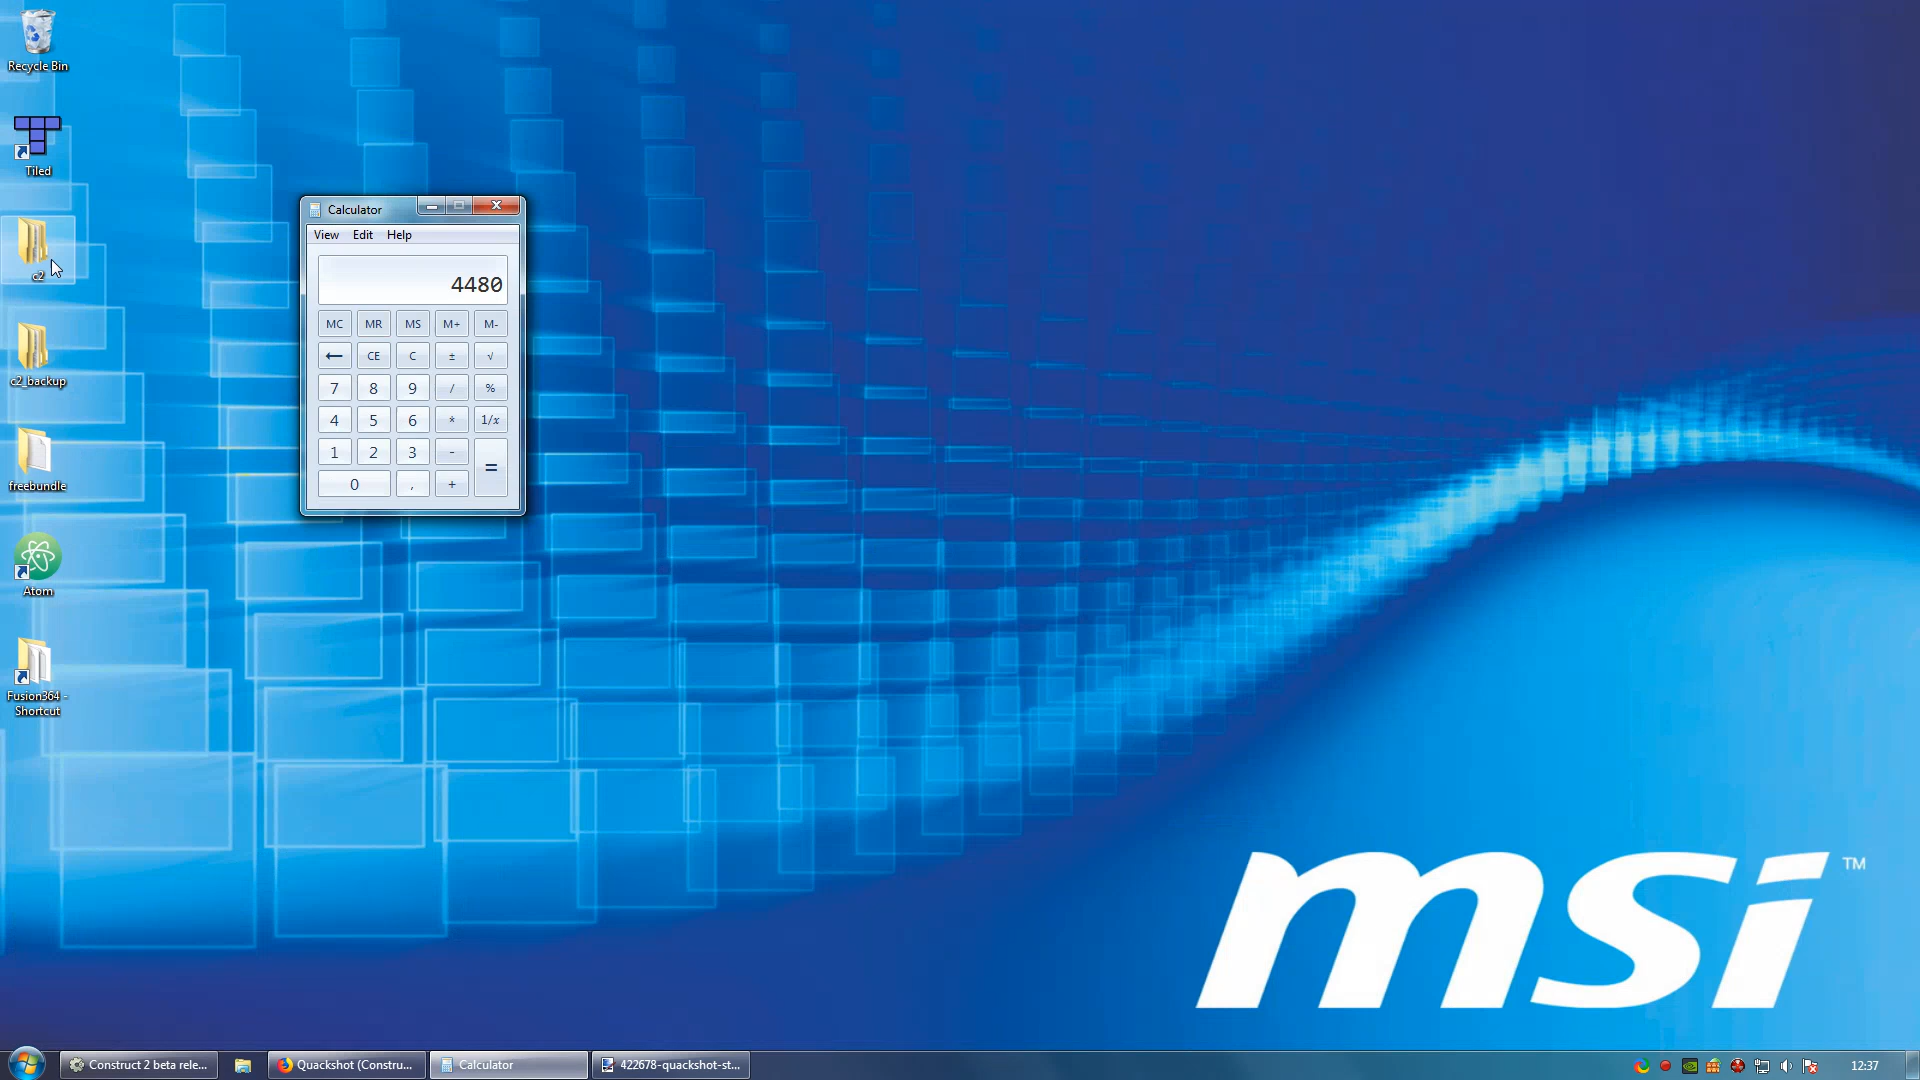 Recycle Bin
Tiled
c2
c2_backup
freebundle
Atom
Fusion364 -
Shortcut
Calculator
View Edit Help
4480
MC MR MS M+ M-
← CE C ± √
7 8 9 / %
4 5 6 * 1/x
1 2 3 - =
0 , +
msi ™
Construct 2 beta rele...
Quackshot (Constru...
Calculator
422678-quackshot-st...
12:37